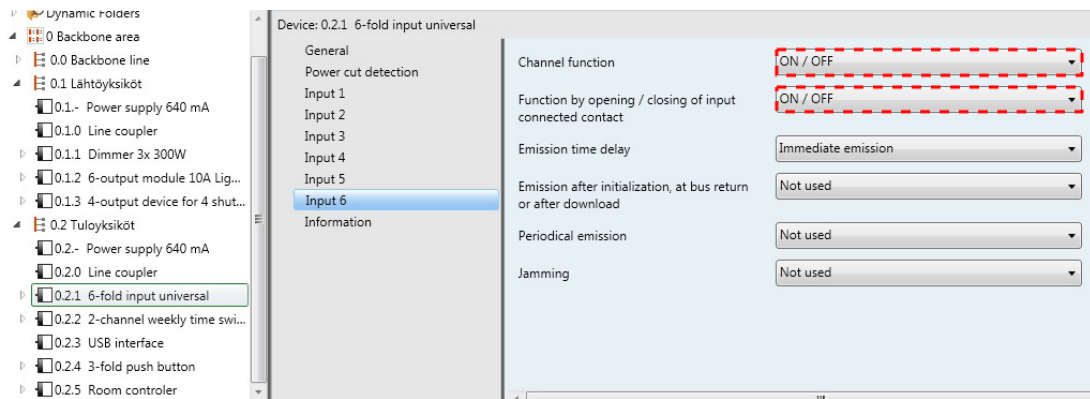 Dynamic Folders
0 Backbone area
0.0 Backbone line
0.1 Lähtöyksiköt
0.1.- Power supply 640 mA
0.1.0 Line coupler
0.1.1 Dimmer 3x 300W
0.1.2 6-output module 10A Lig...
0.1.3 4-output device for 4 shut...
0.2 Tuloyksiköt
0.2.- Power supply 640 mA
0.2.0 Line coupler
0.2.1 6-fold input universal
0.2.2 2-channel weekly time swi...
0.2.3 USB interface
0.2.4 3-fold push button
0.2.5 Room controler
Device: 0.2.1 6-fold input universal
General
Power cut detection
Input 1
Input 2
Input 3
Input 4
Input 5
Input 6
Information
Channel function
ON / OFF
Function by opening / closing of input
connected contact
ON / OFF
Emission time delay
Immediate emission
Emission after initialization, at bus return
or after download
Not used
Periodical emission
Not used
Jamming
Not used